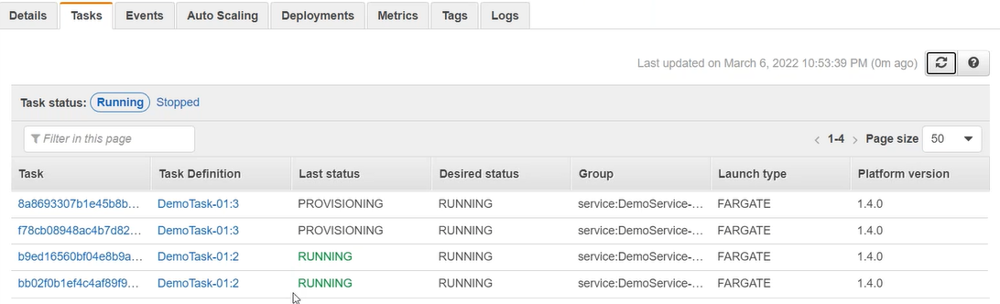 Details Tasks Events Auto Scaling Deployments Metrics Tags Logs
Last updated on March 6, 2022 10:53:39 PM (0m ago)
Task status: Running Stopped
Filter in this page 1-4 Page size 50
Task Task Definition Last status Desired status Group Launch type Platform version
8a8693307b1e45b8b... DemoTask-01:3 PROVISIONING RUNNING service:DemoService-... FARGATE 1.4.0
f78cb08948ac4b7d82... DemoTask-01:3 PROVISIONING RUNNING service:DemoService-... FARGATE 1.4.0
b9ed16560bf04e8b9a... DemoTask-01:2 RUNNING RUNNING service:DemoService-... FARGATE 1.4.0
bb02f0b1ef4c4af89f9... DemoTask-01:2 RUNNING RUNNING service:DemoService-... FARGATE 1.4.0